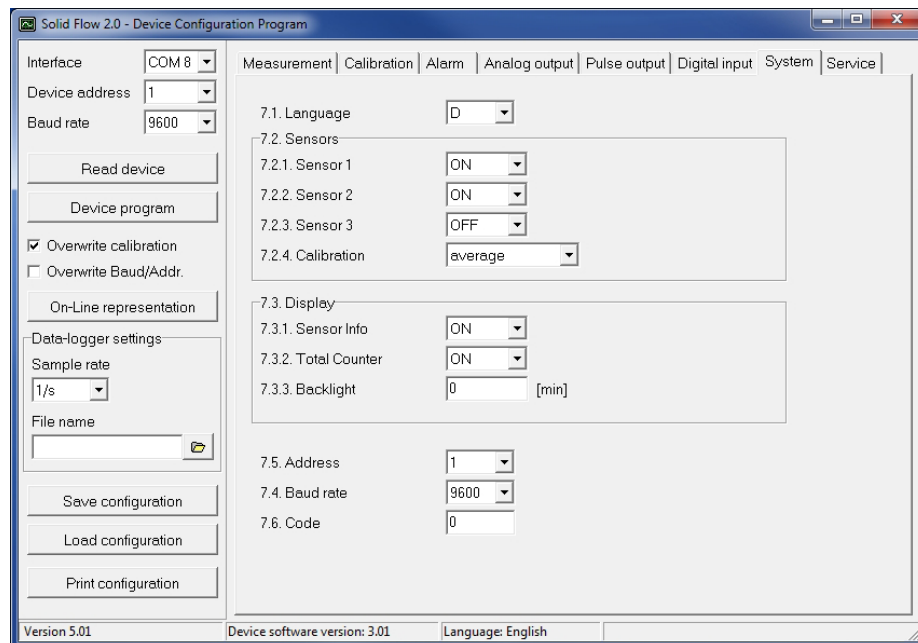 Solid Flow 2.0 - Device Configuration Program
Interface
COM 8
Device address
1
Baud rate
9600
Read device
Device program
Overwrite calibration
Overwrite Baud/Addr.
On-Line representation
Data-logger settings
Sample rate
1/s
File name
Save configuration
Load configuration
Print configuration
Measurement
Calibration
Alarm
Analog output
Pulse output
Digital input
System
Service
7.1. Language
D
7.2. Sensors
7.2.1. Sensor 1
ON
7.2.2. Sensor 2
ON
7.2.3. Sensor 3
OFF
7.2.4. Calibration
average
7.3. Display
7.3.1. Sensor Info
ON
7.3.2. Total Counter
ON
7.3.3. Backlight
0
[min]
7.5. Address
1
7.4. Baud rate
9600
7.6. Code
0
Version 5.01
Device software version: 3.01
Language: English